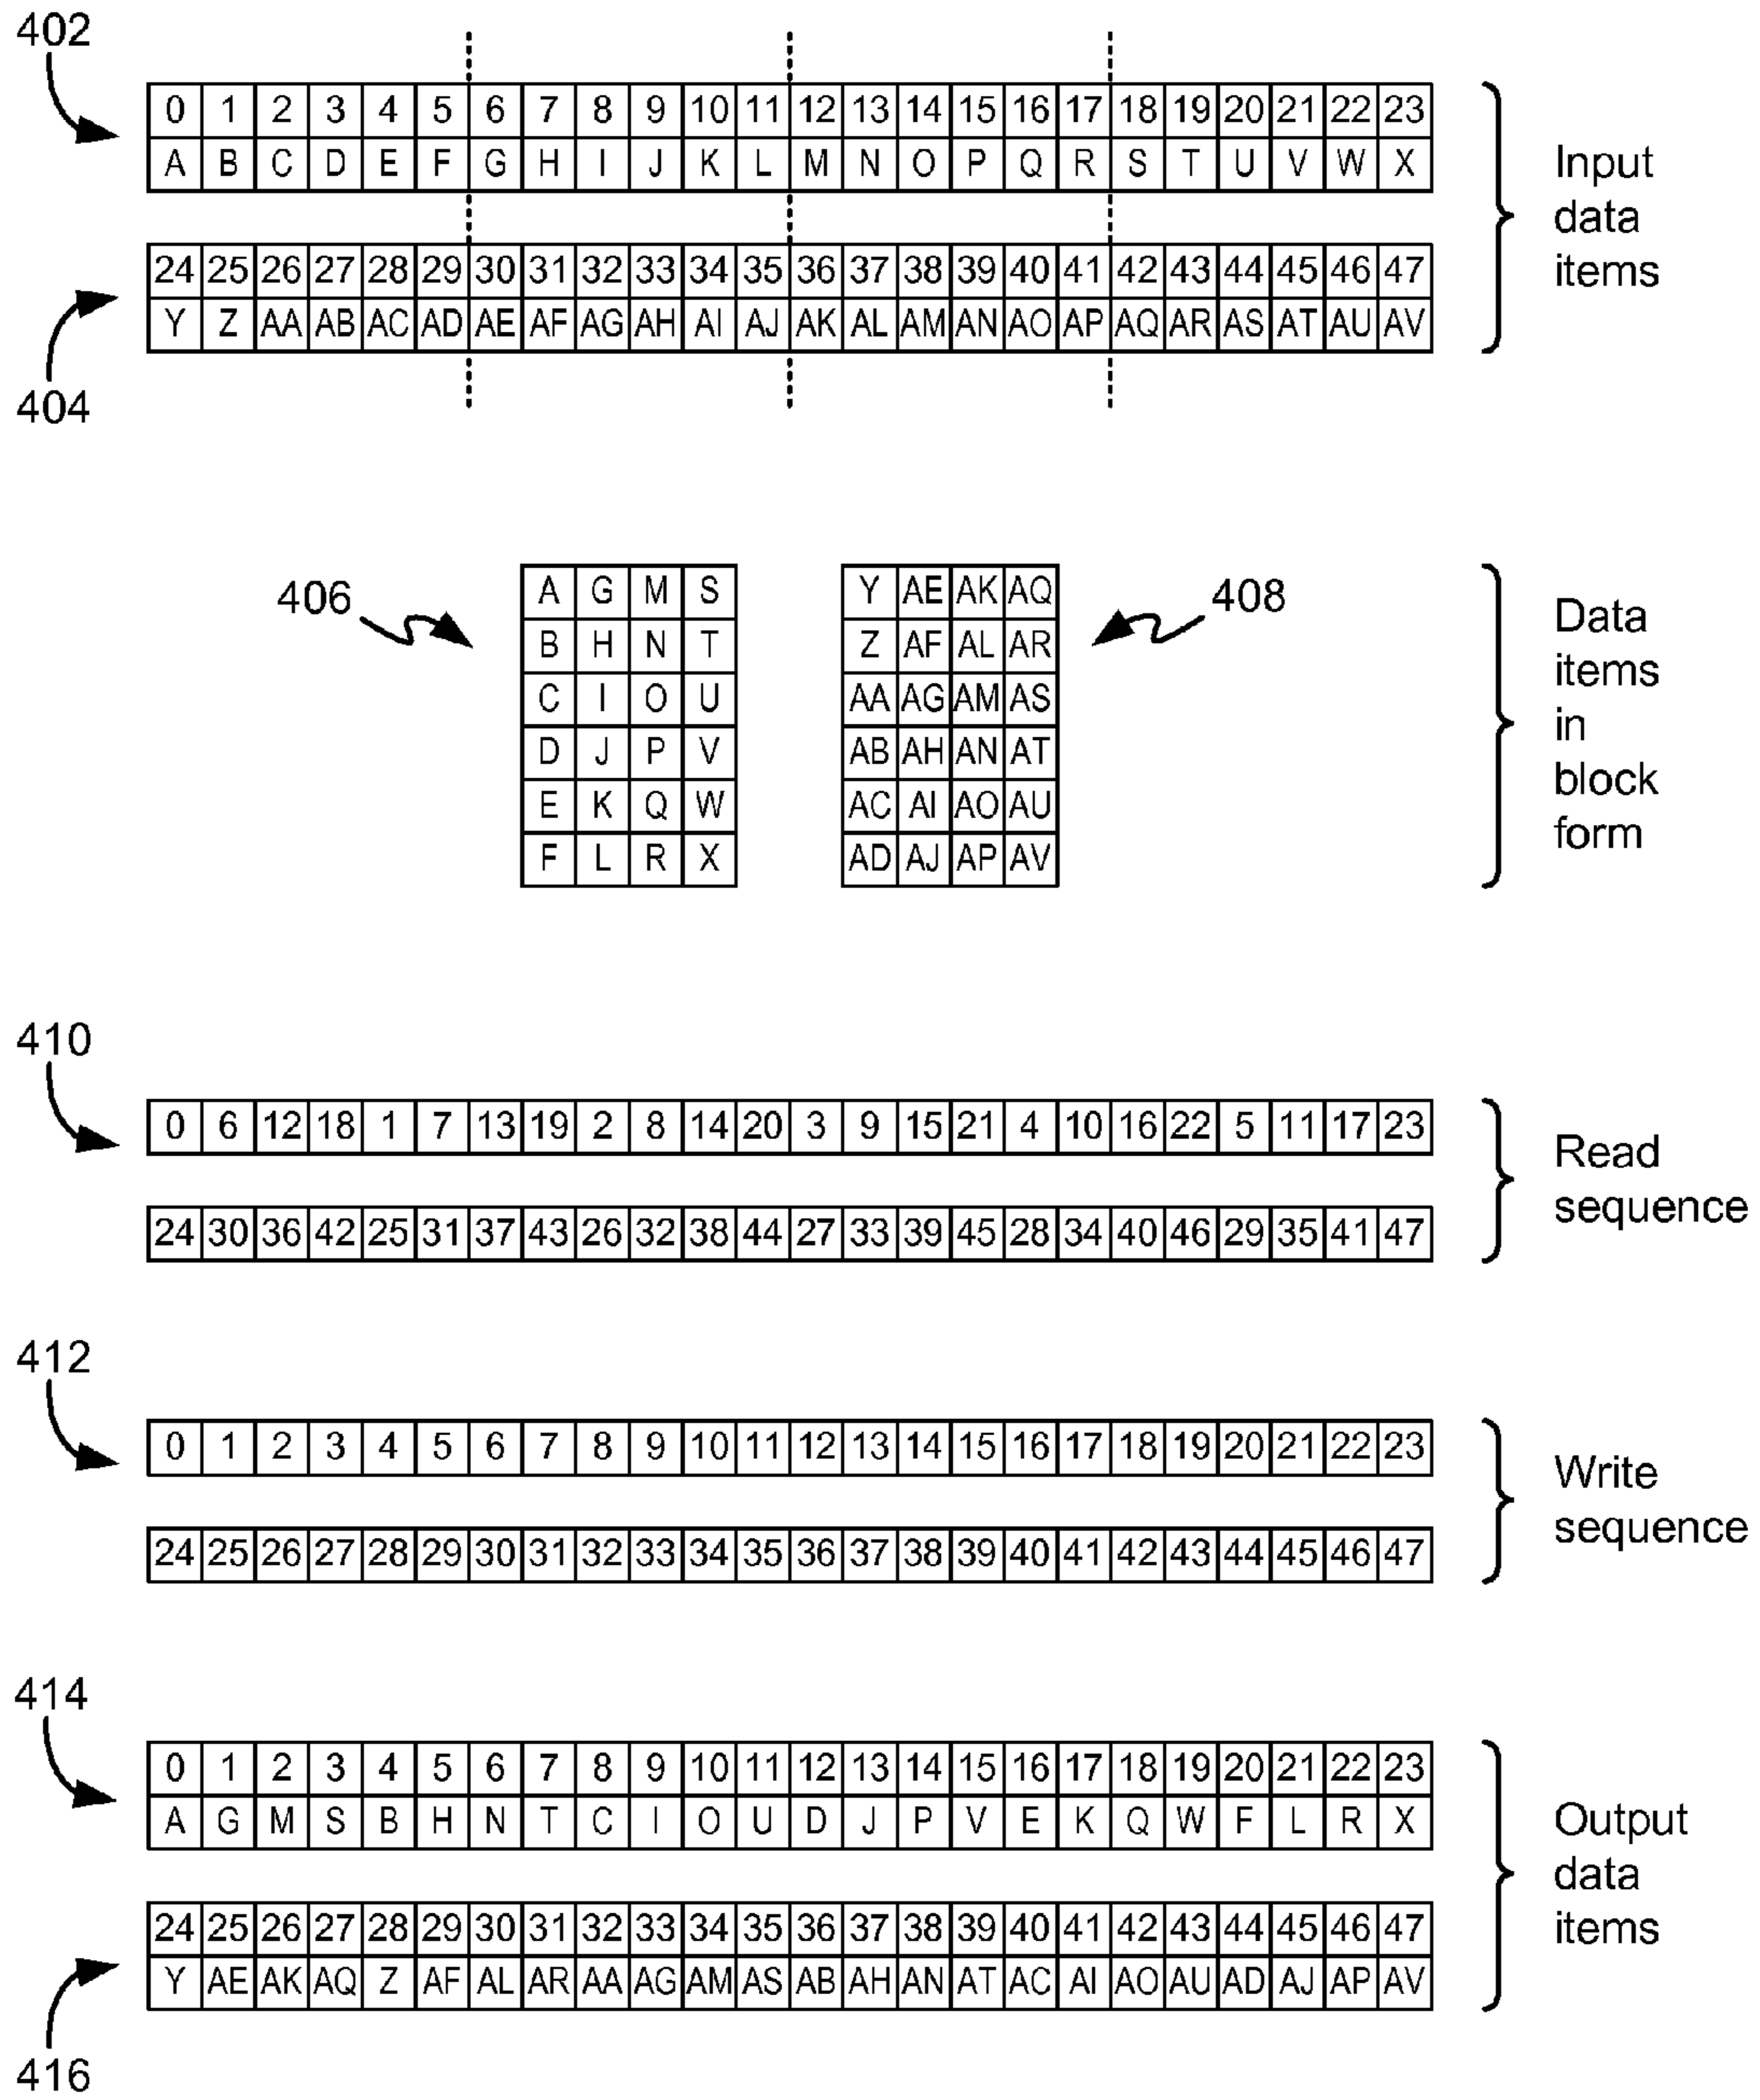 402
0 1 2 3 4 5 6 7 8 9 10 11 12 13 14 15 16 17 18 19 20 21 22 23
A B C D E F G H I J K L M N O P Q R S T U V W X
24 25 26 27 28 29 30 31 32 33 34 35 36 37 38 39 40 41 42 43 44 45 46 47
Y Z AA AB AC AD AE AF AG AH AI AJ AK AL AM AN AO AP AQ AR AS AT AU AV
404
Input
data
items
406
A G M S
B H N T
C I O U
D J P V
E K Q W
F L R X
Y AE AK AQ
Z AF AL AR
AA AG AM AS
AB AH AN AT
AC AI AO AU
AD AJ AP AV
408
Data
items
in
block
form
410
0 6 12 18 1 7 13 19 2 8 14 20 3 9 15 21 4 10 16 22 5 11 17 23
24 30 36 42 25 31 37 43 26 32 38 44 27 33 39 45 28 34 40 46 29 35 41 47
Read
sequence
412
0 1 2 3 4 5 6 7 8 9 10 11 12 13 14 15 16 17 18 19 20 21 22 23
24 25 26 27 28 29 30 31 32 33 34 35 36 37 38 39 40 41 42 43 44 45 46 47
Write
sequence
414
0 1 2 3 4 5 6 7 8 9 10 11 12 13 14 15 16 17 18 19 20 21 22 23
A G M S B H N T C I O U D J P V E K Q W F L R X
24 25 26 27 28 29 30 31 32 33 34 35 36 37 38 39 40 41 42 43 44 45 46 47
Y AE AK AQ Z AF AL AR AA AG AM AS AB AH AN AT AC AI AO AU AD AJ AP AV
416
Output
data
items